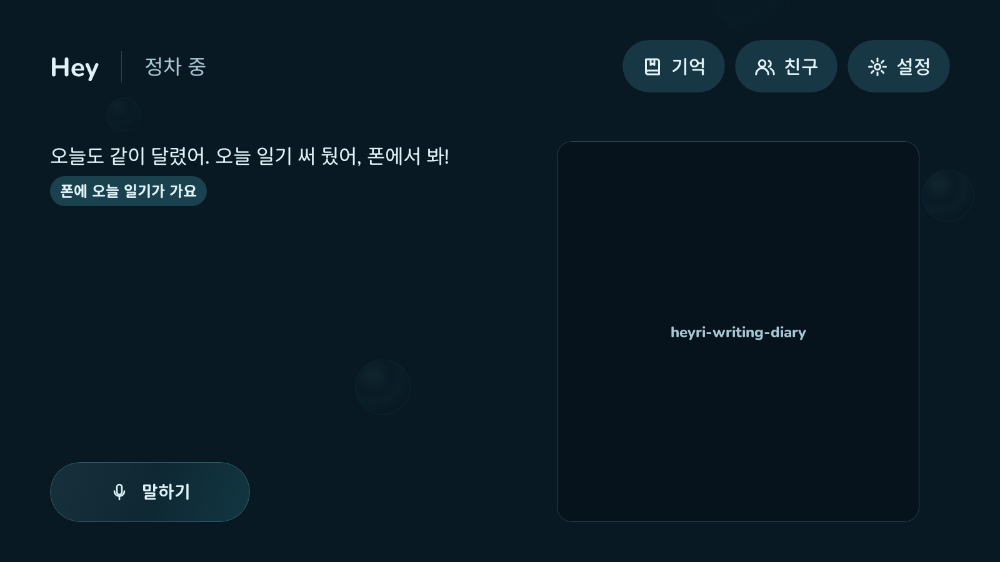 Hey
정차 중
기억
친구
설정
오늘도 같이 달렸어. 오늘 일기 써 뒀어, 폰에서 봐!
폰에 오늘 일기가 가요
heyri-writing-diary
말하기